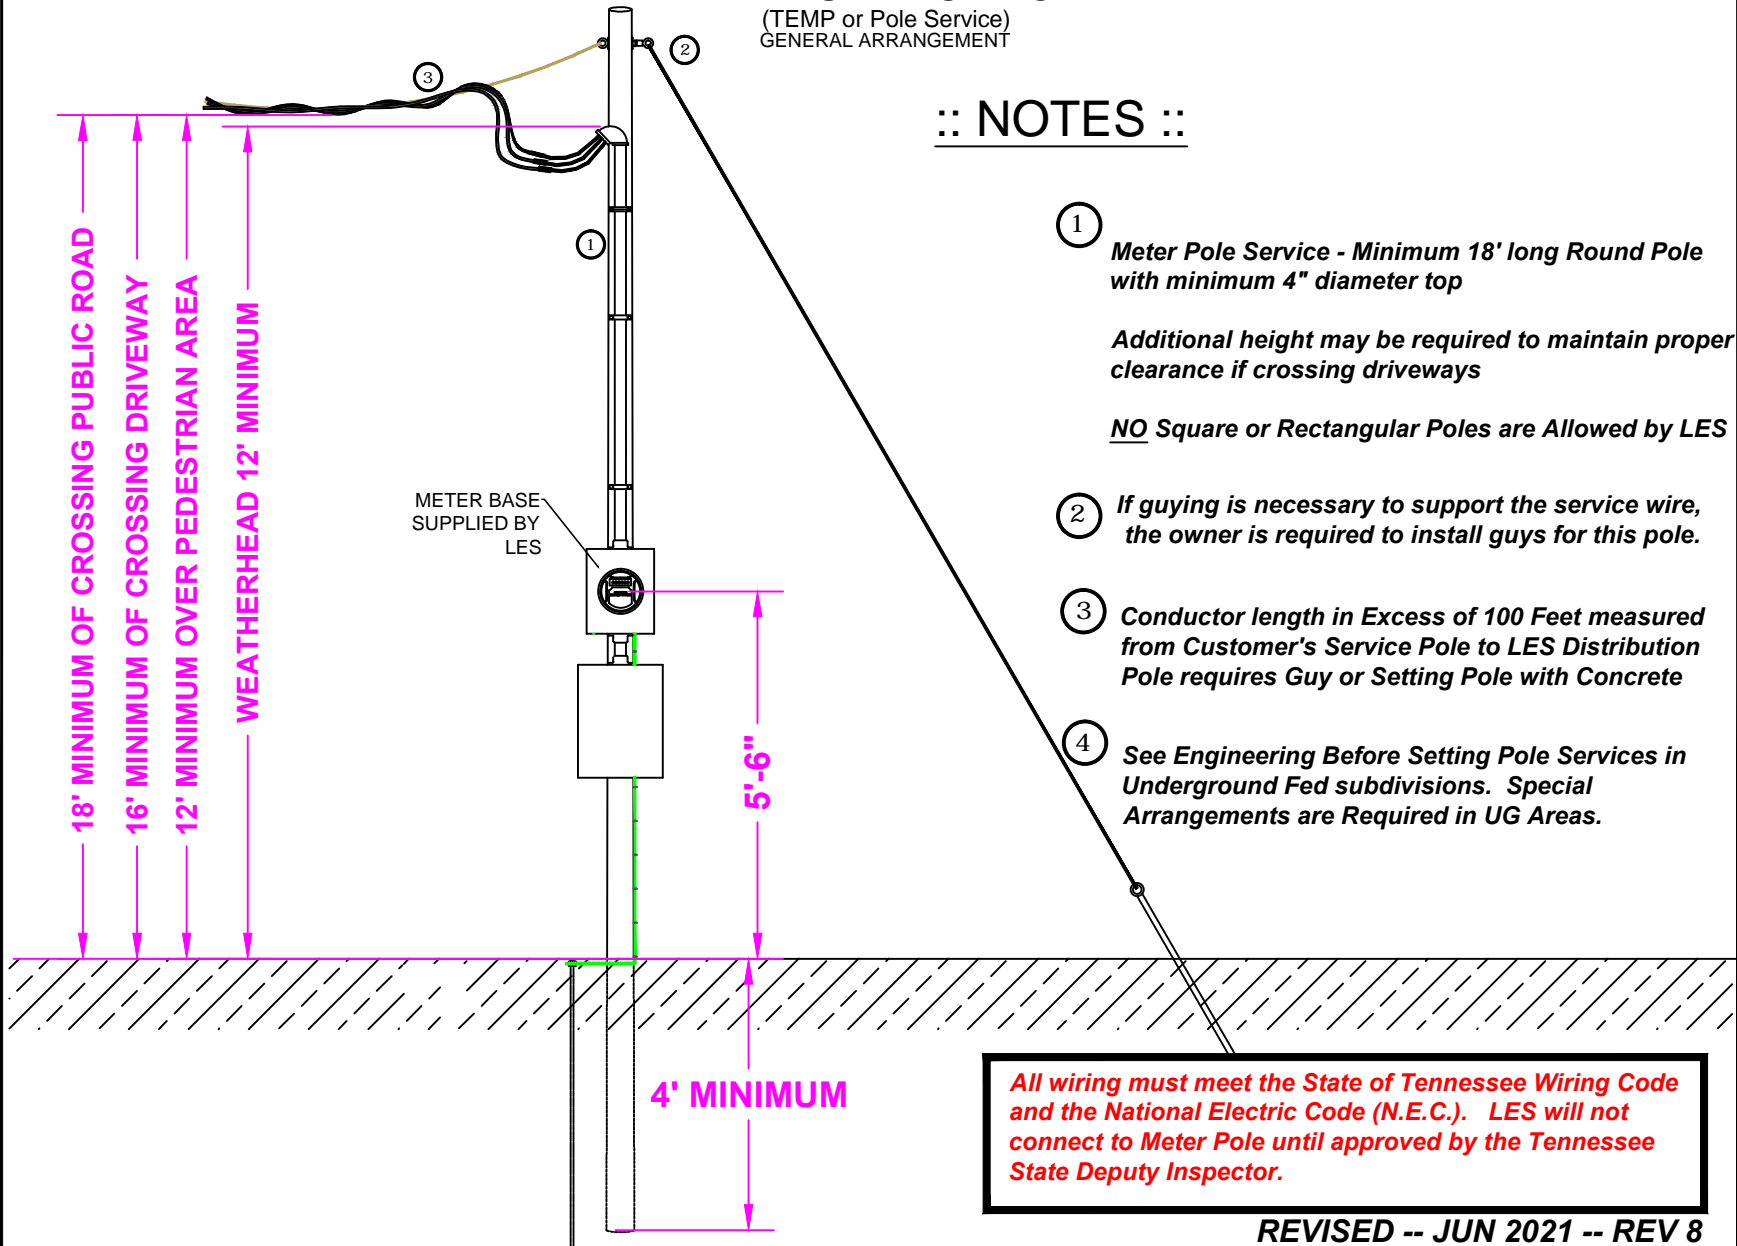 (TEMP or Pole Service)
GENERAL ARRANGEMENT
2
3
1
:: NOTES ::
18' MINIMUM OF CROSSING PUBLIC ROAD
16' MINIMUM OF CROSSING DRIVEWAY
12' MINIMUM OVER PEDESTRIAN AREA
WEATHERHEAD 12' MINIMUM
METER BASE
SUPPLIED BY
LES
5'-6"
4' MINIMUM
1
Meter Pole Service - Minimum 18' long Round Pole
with minimum 4" diameter top
Additional height may be required to maintain proper
clearance if crossing driveways
NO Square or Rectangular Poles are Allowed by LES
2
If guying is necessary to support the service wire,
the owner is required to install guys for this pole.
3
Conductor length in Excess of 100 Feet measured
from Customer's Service Pole to LES Distribution
Pole requires Guy or Setting Pole with Concrete
4
See Engineering Before Setting Pole Services in
Underground Fed subdivisions. Special
Arrangements are Required in UG Areas.
All wiring must meet the State of Tennessee Wiring Code
and the National Electric Code (N.E.C.). LES will not
connect to Meter Pole until approved by the Tennessee
State Deputy Inspector.
REVISED -- JUN 2021 -- REV 8